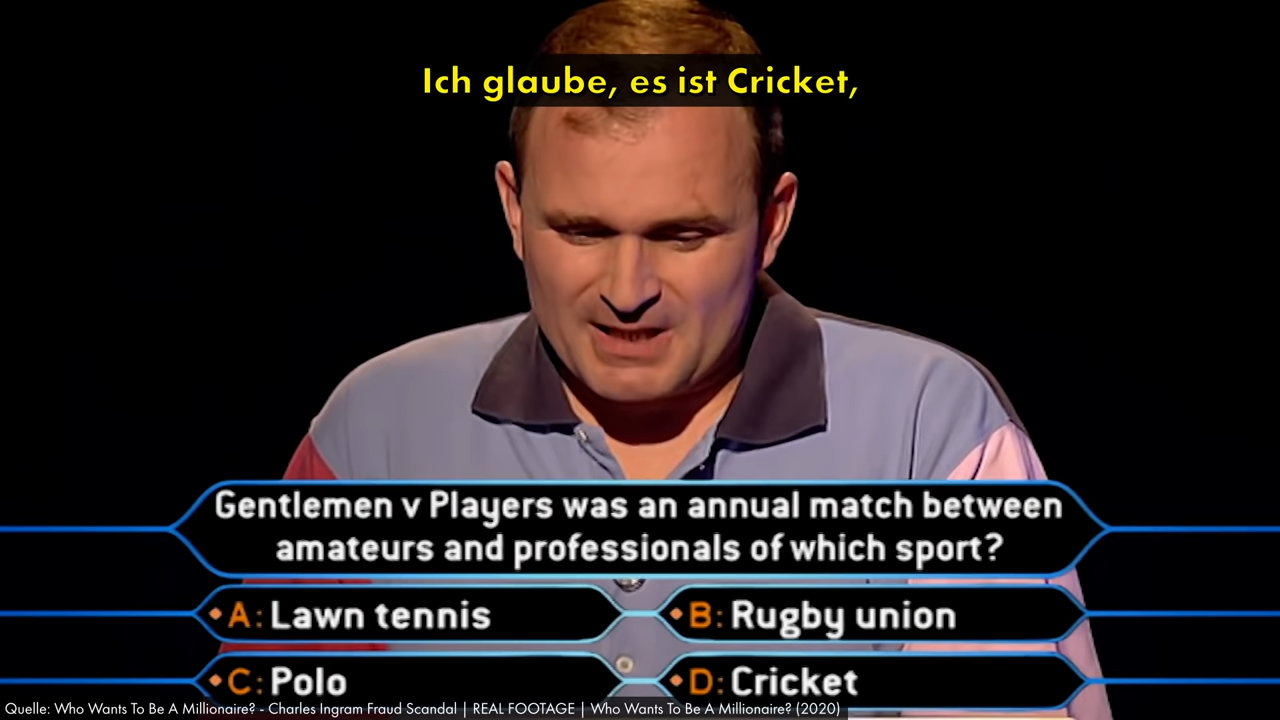 Ich glaube, es ist Cricket,
Gentlemen v Players was an annual match between
amateurs and professionals of which sport?
A: Lawn tennis
B: Rugby union
C: Polo
D: Cricket
Quelle: Who Wants To Be A Millionaire? - Charles Ingram Fraud Scandal | REAL FOOTAGE | Who Wants To Be A Millionaire? (2020)